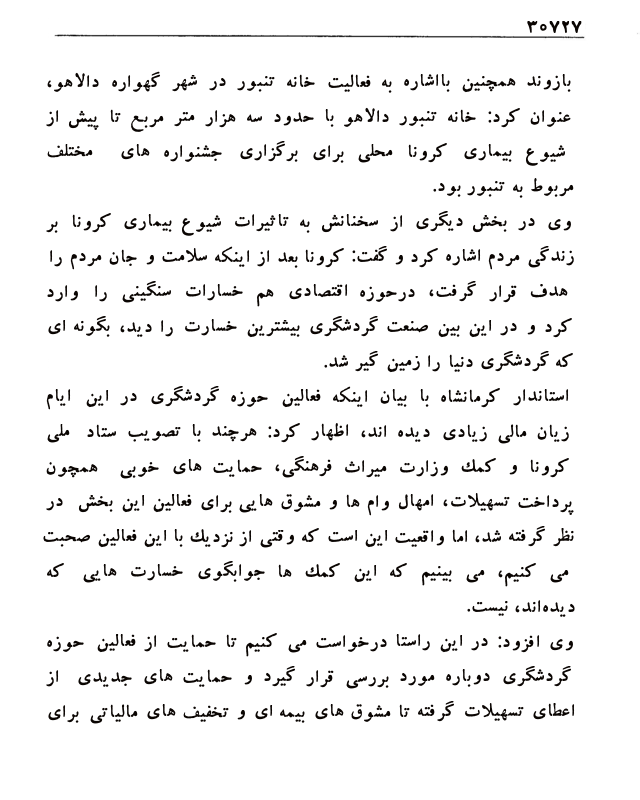 ۳۰۷۲۷
بازوند همچنین بااشاره به فعالیت خانه تنبور در شهر گهواره دالاهو،
عنوان کرد: خانه تنبور دالاهو با حدود سه هزار متر مربع تا پیش از
شیوع بیماری کرونا محلی برای برگزاری جشنواره های مختلف
مربوط به تنبور بود.
وی در بخش دیگری از سخنانش به تاثیرات شیوع بیماری کرونا بر
زندگی مردم اشاره کرد و گفت: کرونا بعد از اینکه سلامت و جان مردم را
هدف قرار گرفت، درحوزه اقتصادی هم خسارات سنگینی را وارد
کرد و در این بین صنعت گردشگری بیشترین خسارت را دید، بگونه ای
که گردشگری دنیا را زمین گیر شد.
استاندار کرمانشاه با بیان اینکه فعالین حوزه گردشگری در این ایام
زیان مالی زیادی دیده اند، اظهار کرد: هرچند با تصویب ستاد ملی
کرونا و کمك وزارت میراث فرهنگی، حمایت های خوبی همچون
پرداخت تسهیلات، امهال وام ها و مشوق هایی برای فعالین این بخش در
نظر گرفته شد، اما واقعیت این است که وقتی از نزدیك با این فعالین صحبت
می کنیم، می بینیم که این کمك ها جوابگوی خسارت هایی که
دیده‌اند، نیست.
وی افزود: در این راستا درخواست می کنیم تا حمایت از فعالین حوزه
گردشگری دوباره مورد بررسی قرار گیرد و حمایت های جدیدی از
اعطای تسهیلات گرفته تا مشوق های بیمه ای و تخفیف های مالیاتی برای